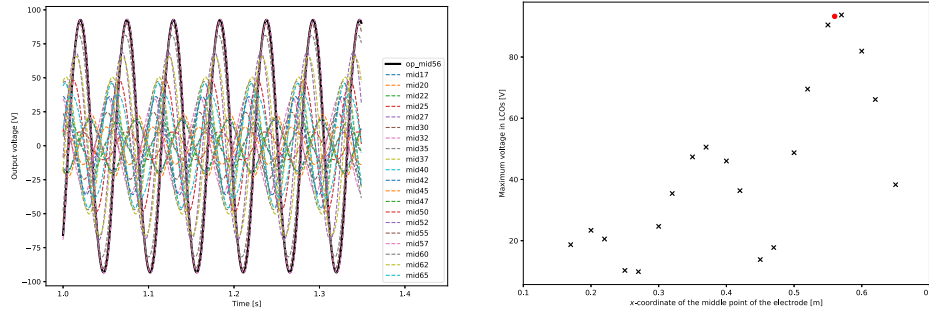 100
75
50
25
0
−25
−50
−75
−100
Output voltage [V]
1.0
1.1
1.2
1.3
1.4
Time [s]
op_mid56
mid17
mid20
mid22
mid25
mid27
mid30
mid32
mid35
mid37
mid40
mid42
mid45
mid47
mid50
mid52
mid55
mid57
mid60
mid62
mid65
80
60
40
20
Maximum voltage in LCOs [V]
0.1
0.2
0.3
0.4
0.5
0.6
x-coordinate of the middle point of the electrode [m]